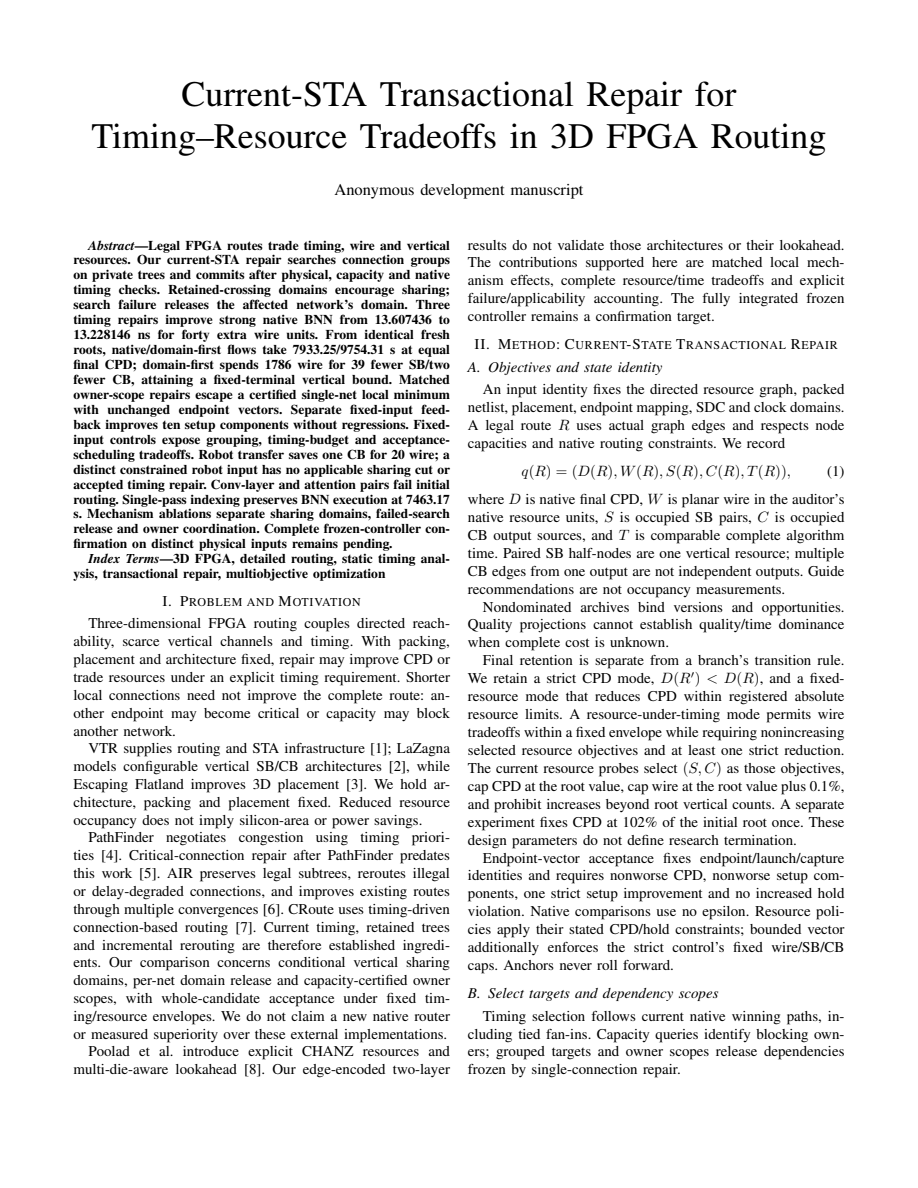 Current-STA Transactional Repair for
Timing–Resource Tradeoffs in 3D FPGA Routing
Anonymous development manuscript
Abstract—Legal FPGA routes trade timing, wire and vertical
resources. Our current-STA repair searches connection groups
on private trees and commits after physical, capacity and native
timing checks. Retained-crossing domains encourage sharing;
search failure releases the affected network's domain. Three
timing repairs improve strong native BNN from 13.607436 to
13.228146 ns for forty extra wire units. From identical fresh
roots, native/domain-first flows take 7933.25/9754.31 s at equal
final CPD; domain-first spends 1786 wire for 39 fewer SB/two
fewer CB, attaining a fixed-terminal vertical bound. Matched
owner-scope repairs escape a certified single-net local minimum
with unchanged endpoint vectors. Separate fixed-input feed-
back improves ten setup components without regressions. Fixed-
input controls expose grouping, timing-budget and acceptance-
scheduling tradeoffs. Robot transfer saves one CB for 20 wire; a
distinct constrained robot input has no applicable sharing cut or
accepted timing repair. Conv-layer and attention pairs fail initial
routing. Single-pass indexing preserves BNN execution at 7463.17
s. Mechanism ablations separate sharing domains, failed-search
release and owner coordination. Complete frozen-controller con-
firmation on distinct physical inputs remains pending.
Index Terms—3D FPGA, detailed routing, static timing anal-
ysis, transactional repair, multiobjective optimization
I. PROBLEM AND MOTIVATION
Three-dimensional FPGA routing couples directed reach-
ability, scarce vertical channels and timing. With packing,
placement and architecture fixed, repair may improve CPD or
trade resources under an explicit timing requirement. Shorter
local connections need not improve the complete route: an-
other endpoint may become critical or capacity may block
another network.
VTR supplies routing and STA infrastructure [1]; LaZagna
models configurable vertical SB/CB architectures [2], while
Escaping Flatland improves 3D placement [3]. We hold ar-
chitecture, packing and placement fixed. Reduced resource
occupancy does not imply silicon-area or power savings.
PathFinder negotiates congestion using timing priori-
ties [4]. Critical-connection repair after PathFinder predates
this work [5]. AIR preserves legal subtrees, reroutes illegal
or delay-degraded connections, and improves existing routes
through multiple convergences [6]. CRoute uses timing-driven
connection-based routing [7]. Current timing, retained trees
and incremental rerouting are therefore established ingredi-
ents. Our comparison concerns conditional vertical sharing
domains, per-net domain release and capacity-certified owner
scopes, with whole-candidate acceptance under fixed tim-
ing/resource envelopes. We do not claim a new native router
or measured superiority over these external implementations.
Poolad et al. introduce explicit CHANZ resources and
multi-die-aware lookahead [8]. Our edge-encoded two-layer
results do not validate those architectures or their lookahead.
The contributions supported here are matched local mech-
anism effects, complete resource/time tradeoffs and explicit
failure/applicability accounting. The fully integrated frozen
controller remains a confirmation target.
II. METHOD: CURRENT-STATE TRANSACTIONAL REPAIR
A. Objectives and state identity
An input identity fixes the directed resource graph, packed
netlist, placement, endpoint mapping, SDC and clock domains.
A legal route R uses actual graph edges and respects node
capacities and native routing constraints. We record
q(R) = (D(R), W(R), S(R), C(R), T(R)), (1)
where D is native final CPD, W is planar wire in the auditor's
native resource units, S is occupied SB pairs, C is occupied
CB output sources, and T is comparable complete algorithm
time. Paired SB half-nodes are one vertical resource; multiple
CB edges from one output are not independent outputs. Guide
recommendations are not occupancy measurements.
Nondominated archives bind versions and opportunities.
Quality projections cannot establish quality/time dominance
when complete cost is unknown.
Final retention is separate from a branch's transition rule.
We retain a strict CPD mode, D(R′) < D(R), and a fixed-
resource mode that reduces CPD within registered absolute
resource limits. A resource-under-timing mode permits wire
tradeoffs within a fixed envelope while requiring nonincreasing
selected resource objectives and at least one strict reduction.
The current resource probes select (S, C) as those objectives,
cap CPD at the root value, cap wire at the root value plus 0.1%,
and prohibit increases beyond root vertical counts. A separate
experiment fixes CPD at 102% of the initial root once. These
design parameters do not define research termination.
Endpoint-vector acceptance fixes endpoint/launch/capture
identities and requires nonworse CPD, nonworse setup com-
ponents, one strict setup improvement and no increased hold
violation. Native comparisons use no epsilon. Resource poli-
cies apply their stated CPD/hold constraints; bounded vector
additionally enforces the strict control's fixed wire/SB/CB
caps. Anchors never roll forward.
B. Select targets and dependency scopes
Timing selection follows current native winning paths, in-
cluding tied fan-ins. Capacity queries identify blocking own-
ers; grouped targets and owner scopes release dependencies
frozen by single-connection repair.